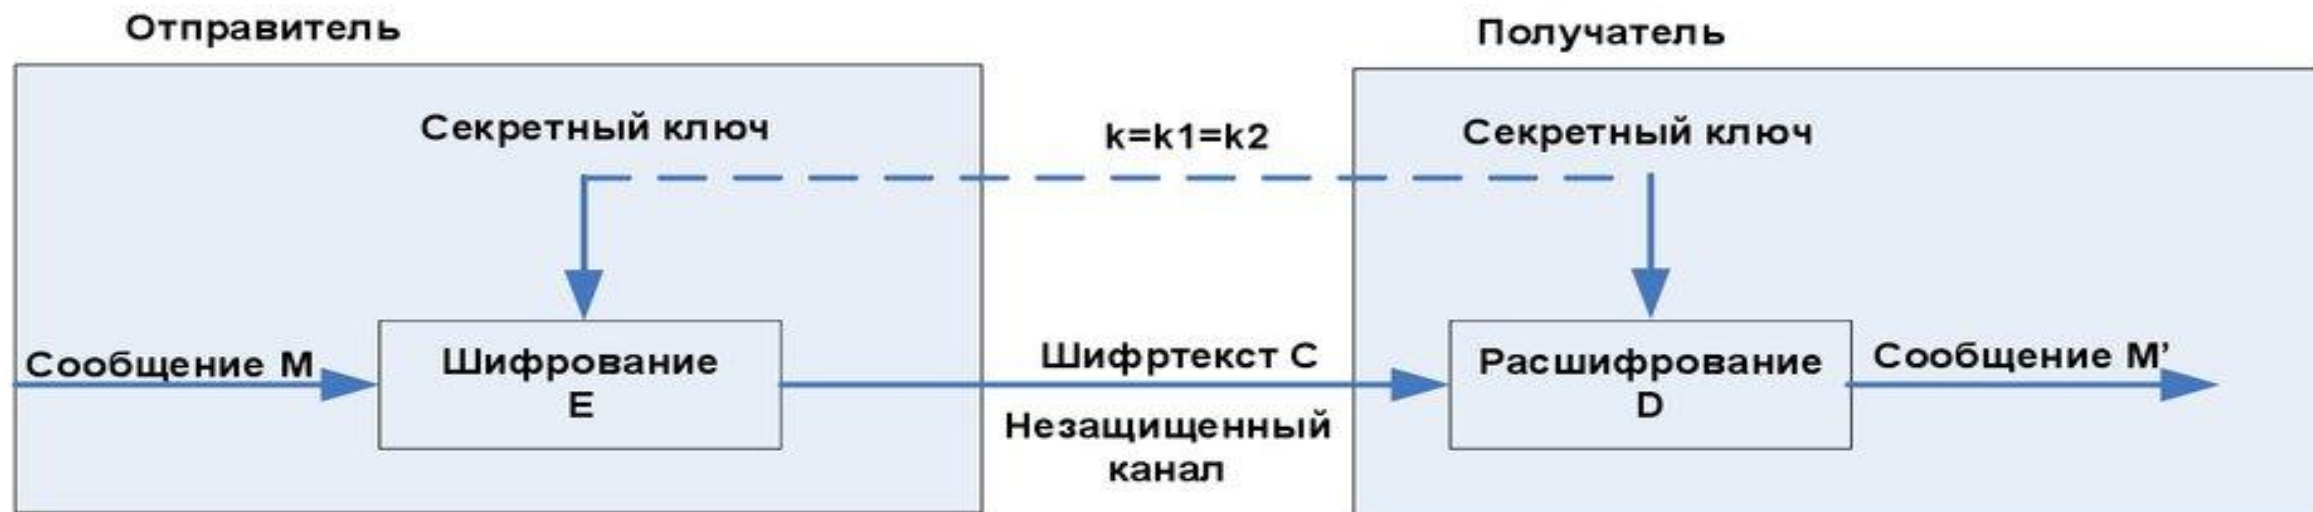 Отправитель
Получатель
Секретный ключ
k=k1=k2
Секретный ключ
Сообщение М
Шифрование
Е
Шифртекст С
Незащищенный
канал
Расшифрование
D
Сообщение М’